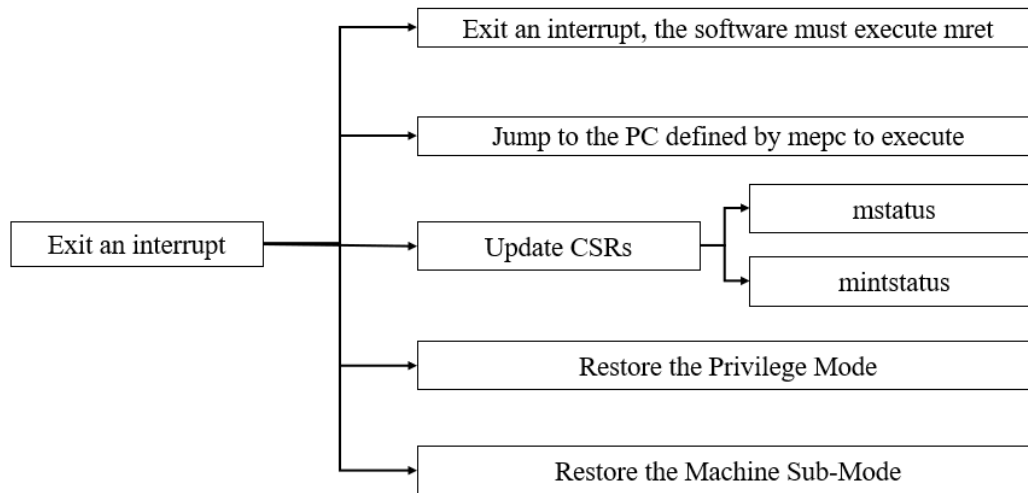 Exit an interrupt, the software must execute mret
Jump to the PC defined by mepc to execute
mstatus
Exit an interrupt
Update CSRs
mintstatus
Restore the Privilege Mode
Restore the Machine Sub-Mode